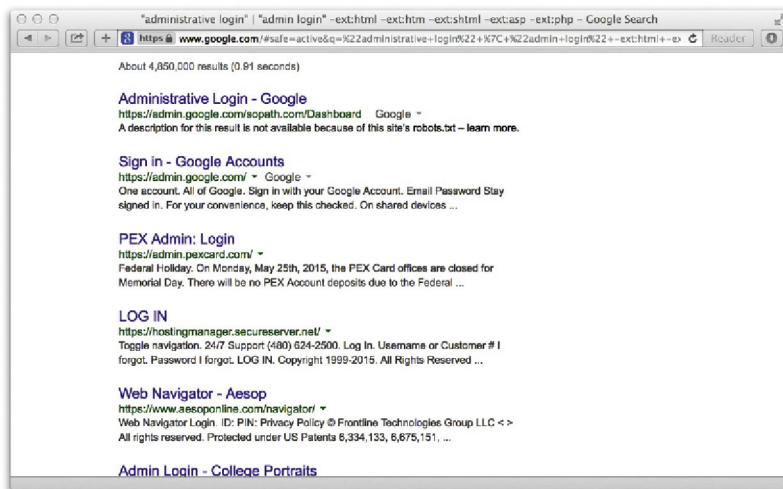 "administrative login" | "admin login" –ext:html –ext:htm –ext:shtml –ext:asp –ext:php – Google Search
https www.google.com/#safe=active&q=%22administrative+login%22+%7C+%22admin+login%22+-ext:html+-ex Reader
About 4,850,000 results (0.91 seconds)
Administrative Login - Google
https://admin.google.com/sopath.com/Dashboard Google
A description for this result is not available because of this site's robots.txt – learn more.
Sign in - Google Accounts
https://admin.google.com/ Google
One account. All of Google. Sign in with your Google Account. Email Password Stay
signed in. For your convenience, keep this checked. On shared devices ...
PEX Admin: Login
https://admin.pexcard.com/
Federal Holiday. On Monday, May 25th, 2015, the PEX Card offices are closed for
Memorial Day. There will be no PEX Account deposits due to the Federal ...
LOG IN
https://hostingmanager.secureserver.net/
Toggle navigation. 24/7 Support (480) 624-2500. Log In. Username or Customer # I
forgot. Password I forgot. LOG IN. Copyright 1999-2015. All Rights Reserved ...
Web Navigator - Aesop
https://www.aesoponline.com/navigator/
Web Navigator Login. ID: PIN: Privacy Policy © Frontline Technologies Group LLC < >
All rights reserved. Protected under US Patents 6,334,133, 6,675,151, ...
Admin Login - College Portraits